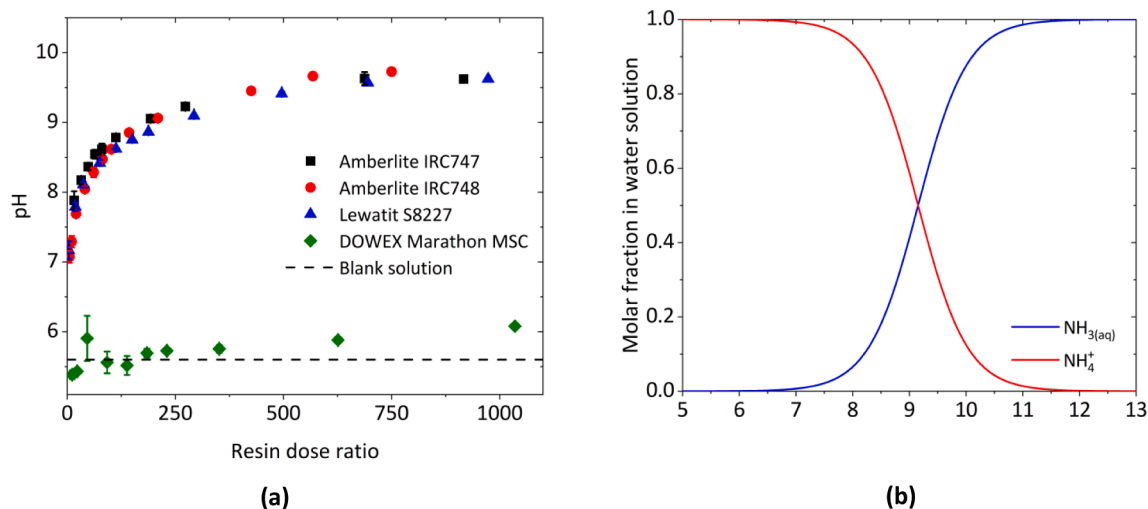 10
9
8
7
6
pH
0
250
500
750
1000
Resin dose ratio
Amberlite IRC747
Amberlite IRC748
Lewatit S8227
DOWEX Marathon MSC
Blank solution
(a)
1.0
0.8
0.6
0.4
0.2
0.0
Molar fraction in water solution
5
6
7
8
9
10
11
12
13
NH3(aq)
NH4+
(b)